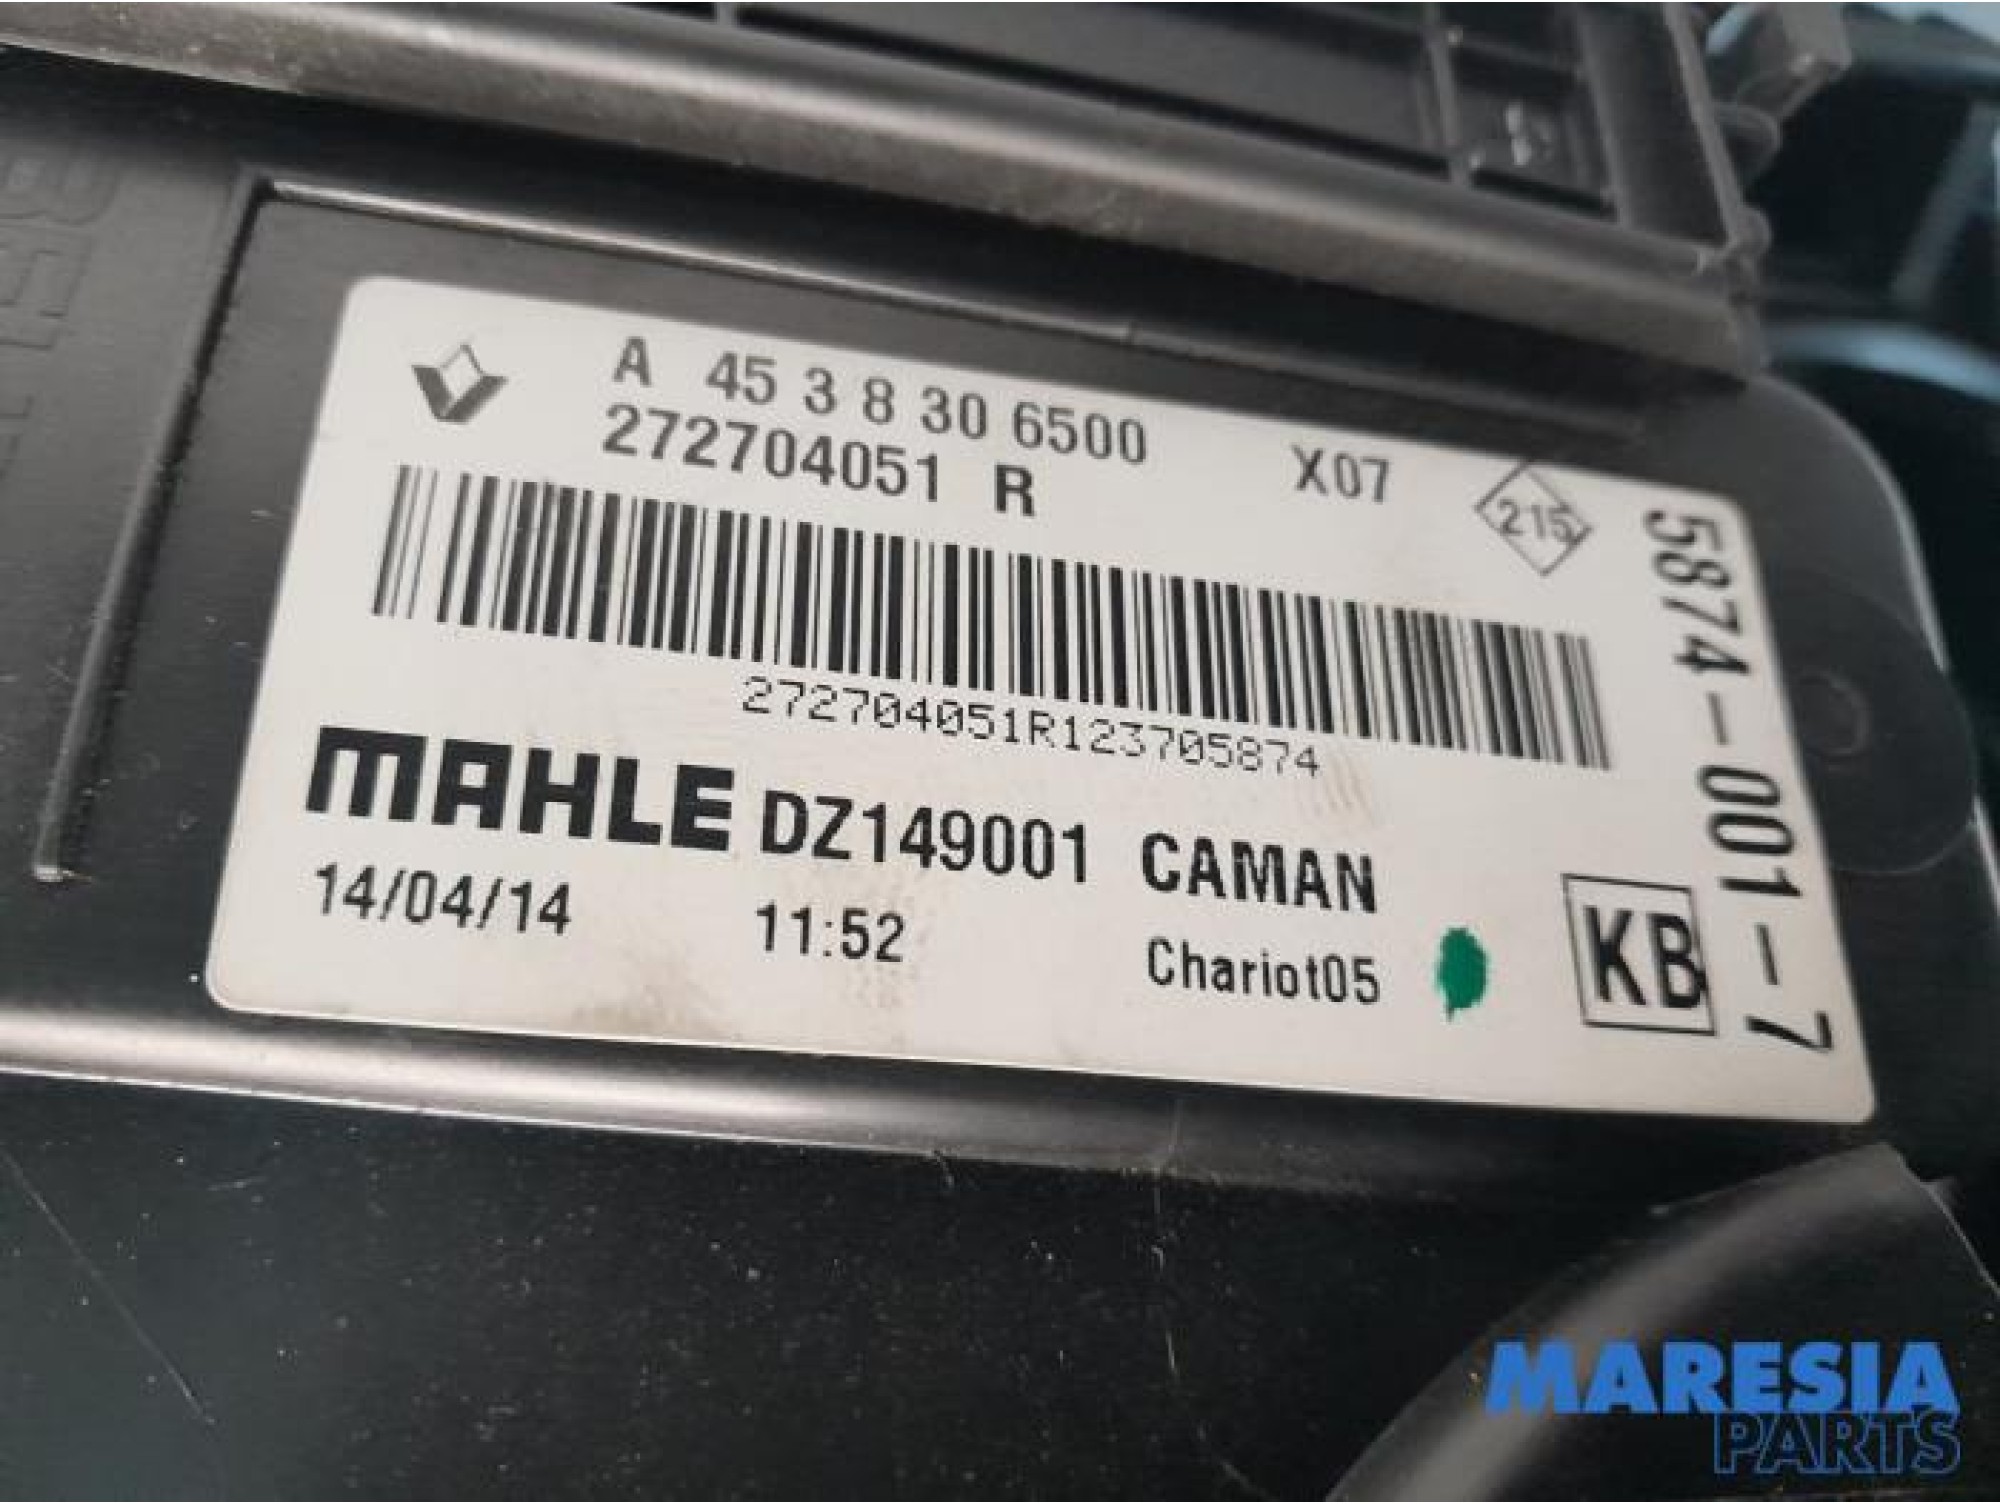 A 45 3 8 30 6500
272704051 R
X07
215
272704051R123705874
MAHLE DZ149001 CAMAN
14/04/14 11:52 Chariot05
KB
5874-001-7
BEHR
MARESIA
PARTS